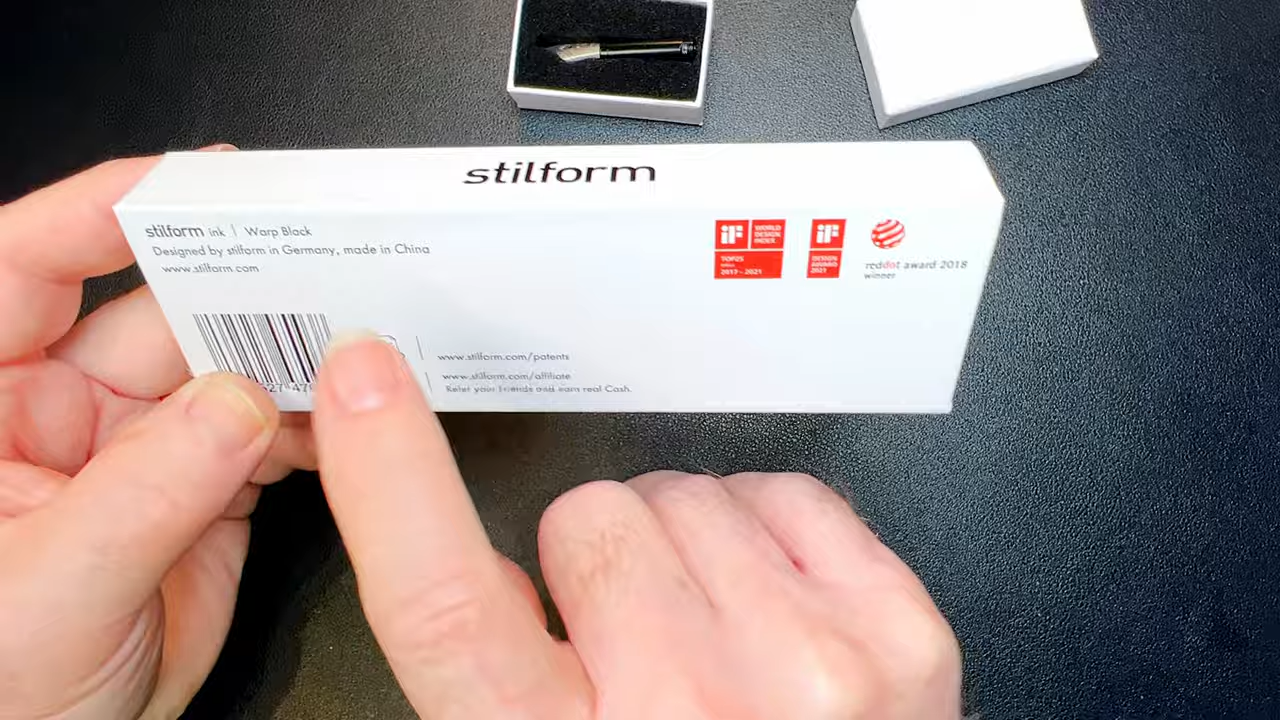 stilform
stilform ink | Warp Black
Designed by stilform in Germany, made in China
www.stilform.com
iF
WORLD
DESIGN
INDEX
TOP25
2017-2021
iF
DESIGN
AWARD
2021
reddot award 2018
winner
www.stilform.com/patents
www.stilform.com/affiliate
Refer your friends and earn real Cash.